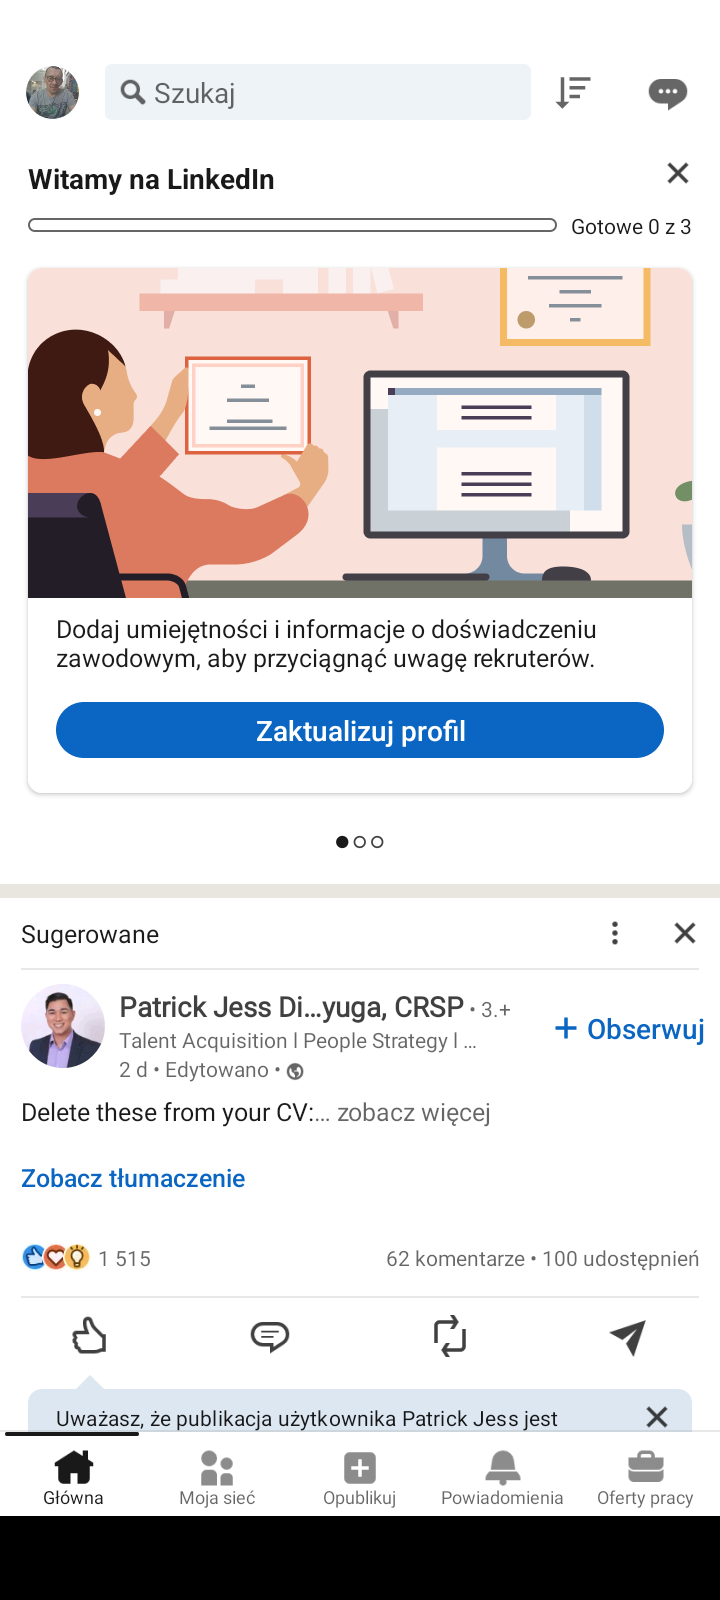 Szukaj
Witamy na LinkedIn
Gotowe 0 z 3
Dodaj umiejętności i informacje o doświadczeniu
zawodowym, aby przyciągnąć uwagę rekruterów.
Zaktualizuj profil
Sugerowane
Patrick Jess Di...yuga, CRSP • 3.+
Talent Acquisition l People Strategy l ...
2 d • Edytowano •
+ Obserwuj
Delete these from your CV:... zobacz więcej
Zobacz tłumaczenie
1 515
62 komentarze • 100 udostępnień
Uważasz, że publikacja użytkownika Patrick Jess jest
Główna
Moja sieć
Opublikuj
Powiadomienia
Oferty pracy